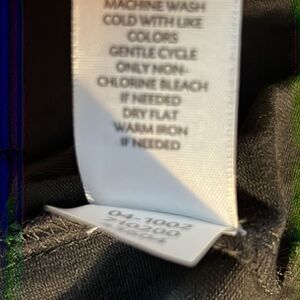 MACHINE WASH
COLD WITH LIKE
COLORS
GENTLE CYCLE
ONLY NON-
CHLORINE BLEACH
IF NEEDED
DRY FLAT
WARM IRON
IF NEEDED
04-1002